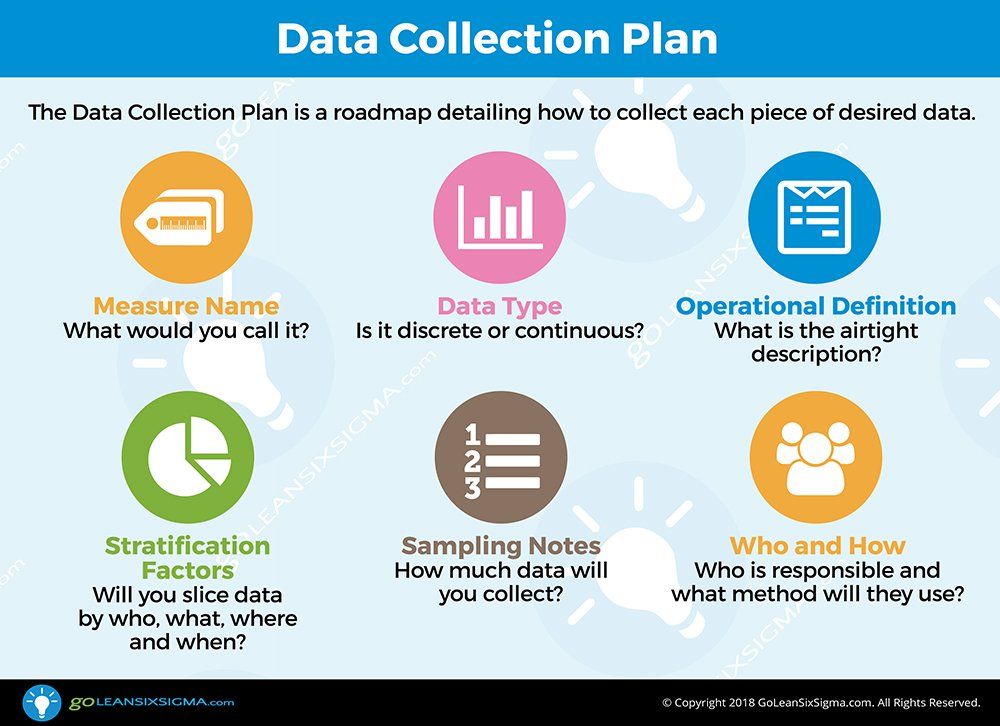 Data Collection Plan
The Data Collection Plan is a roadmap detailing how to collect each piece of desired data.
Measure Name
What would you call it?
Data Type
Is it discrete or continuous?
Operational Definition
What is the airtight
description?
Stratification
Factors
Will you slice data
by who, what, where
and when?
1
2
3
Sampling Notes
How much data will
you collect?
Who and How
Who is responsible and
what method will they use?
goLEANSIXSIGMA.com
© Copyright 2018 GoLeanSixSigma.com. All Rights Reserved.